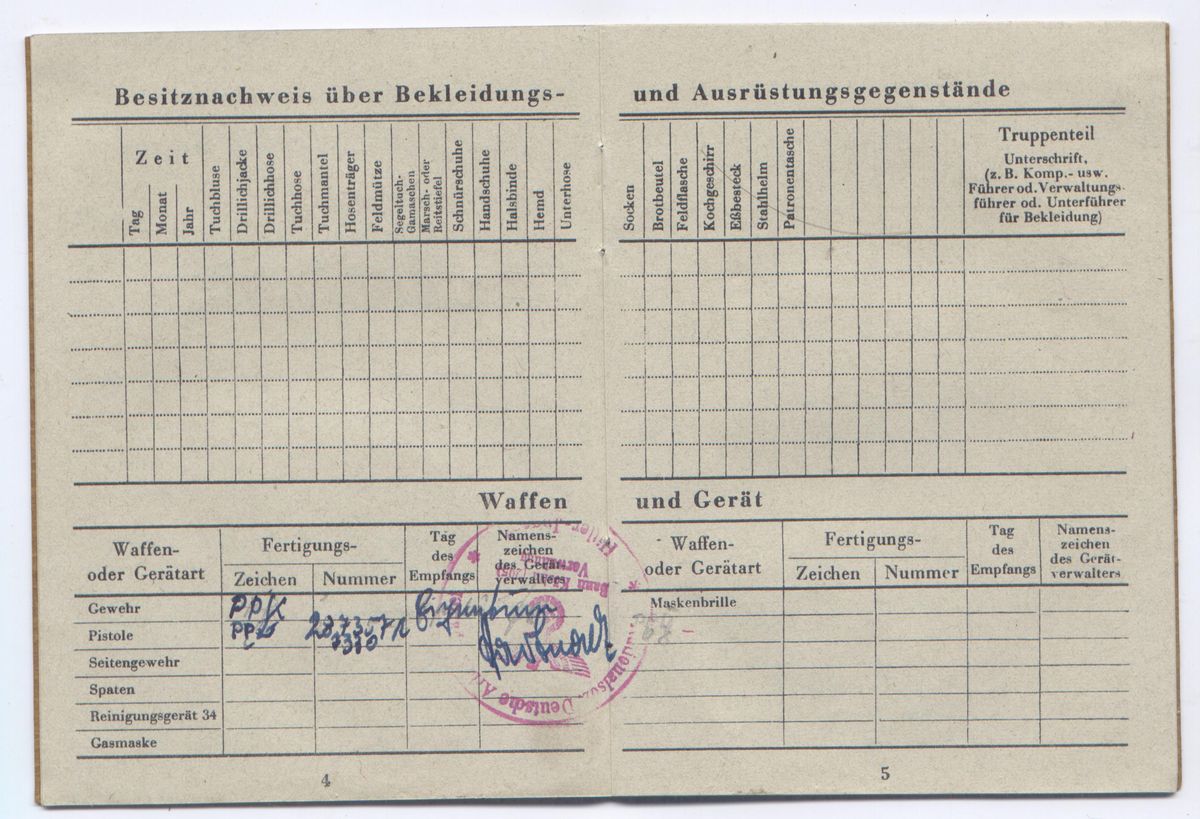 Besitznachweis über Bekleidungs-
Zeit
Tag
Monat
Jahr
Tuchbluse
Drillichjacke
Drillichhose
Tuchhose
Tuchmantel
Hosenträger
Feldmütze
Segeltuch-
Gamaschen
Marsch- oder
Reitstiefel
Schnürschuhe
Handschuhe
Halsbinde
Hemd
Unterhose
Waffen
Waffen-
oder Gerätart
Fertigungs-
Zeichen
Nummer
Tag
des
Empfangs
Namens-
zeichen
des Gerät-
verwalters
Gewehr
PPK
Pistole
Seitengewehr
Spaten
Reinigungsgerät 34
Gasmaske
Deutsche
4
und Ausrüstungsgegenstände
Socken
Brotbeutel
Feldflasche
Kochgeschirr
Eßbesteck
Stahlhelm
Patronentasche
Truppenteil
Unterschrift,
(z. B. Komp.- usw.
Führer od. Verwaltungs-
führer od. Unterführer
für Bekleidung)
und Gerät
Waffen-
oder Gerätart
Fertigungs-
Zeichen
Nummer
Tag
des
Empfangs
Namens-
zeichen
des Gerät-
verwalters
Maskenbrille
5